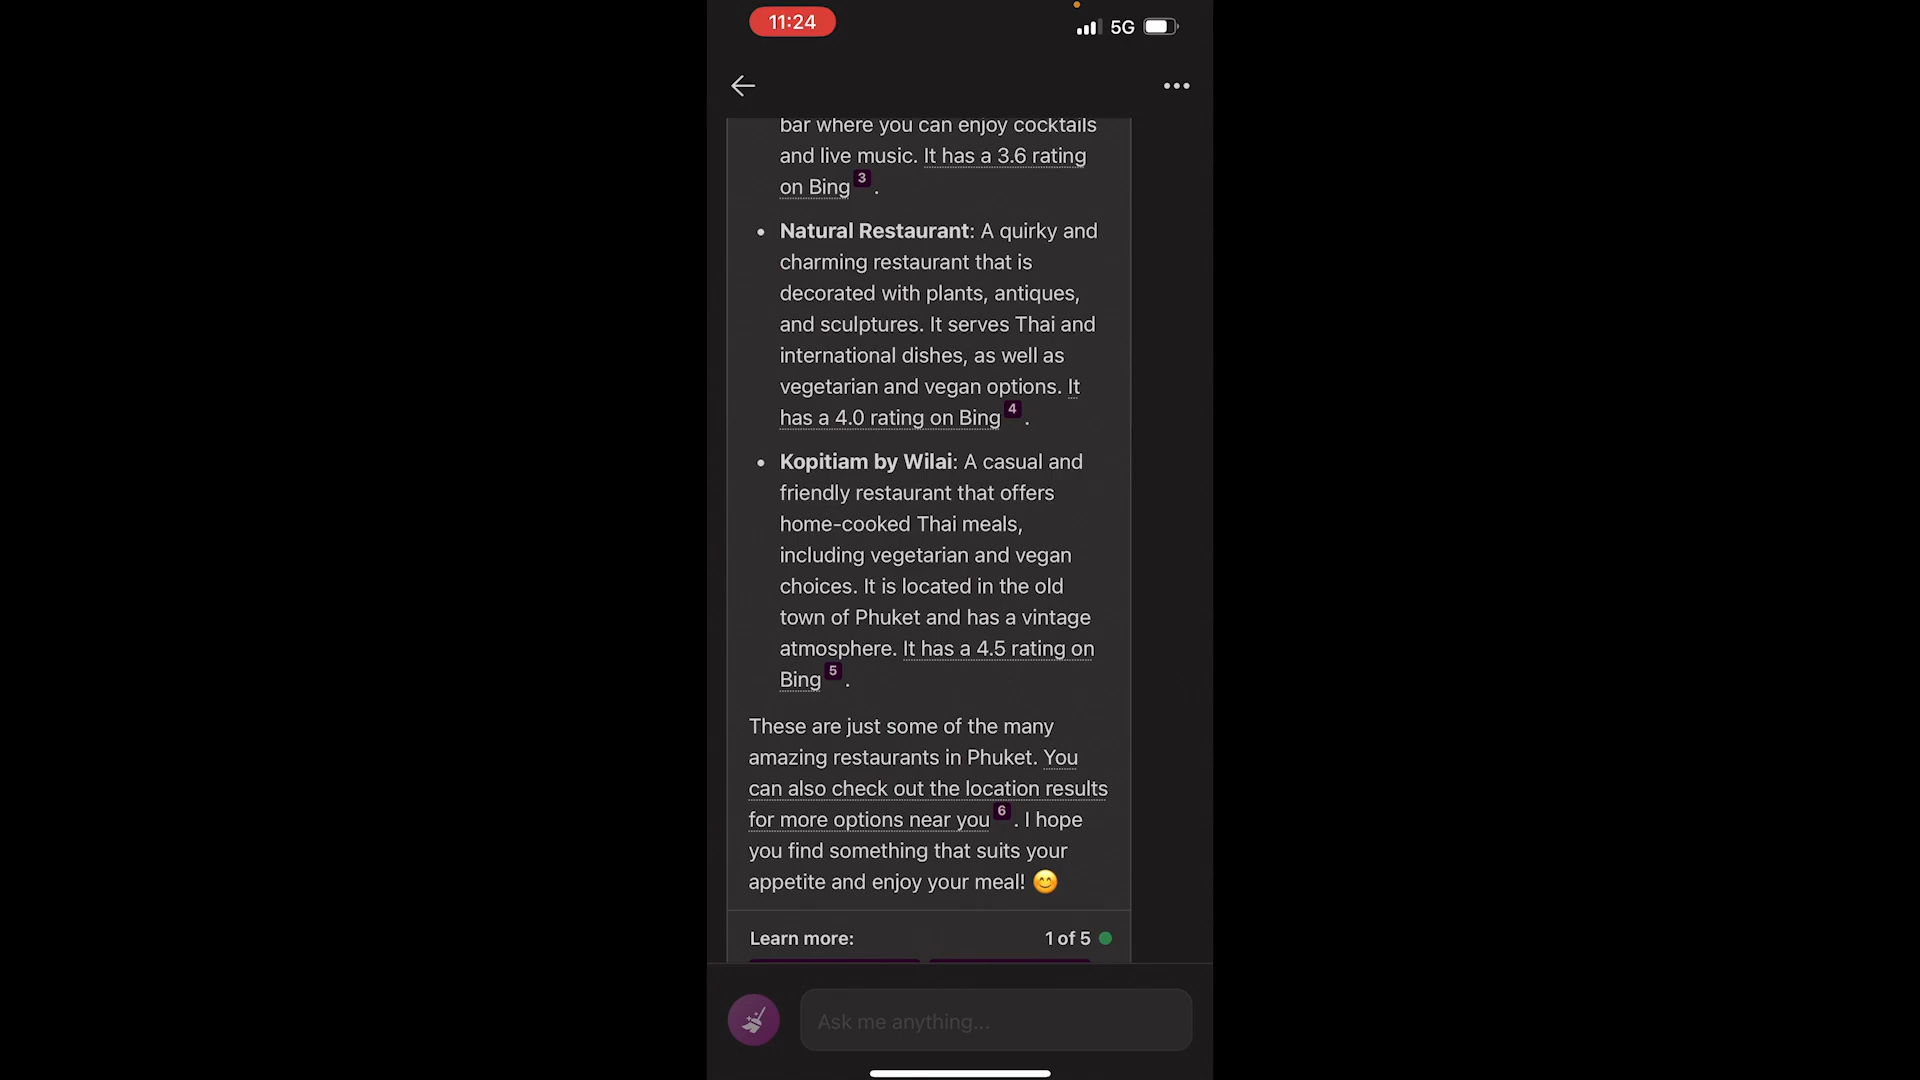 11:24
5G
bar where you can enjoy cocktails
and live music. It has a 3.6 rating
on Bing 3 .
• Natural Restaurant: A quirky and
charming restaurant that is
decorated with plants, antiques,
and sculptures. It serves Thai and
international dishes, as well as
vegetarian and vegan options. It
has a 4.0 rating on Bing 4 .
• Kopitiam by Wilai: A casual and
friendly restaurant that offers
home-cooked Thai meals,
including vegetarian and vegan
choices. It is located in the old
town of Phuket and has a vintage
atmosphere. It has a 4.5 rating on
Bing 5 .
These are just some of the many
amazing restaurants in Phuket. You
can also check out the location results
for more options near you 6 . I hope
you find something that suits your
appetite and enjoy your meal! 😊
Learn more:
1 of 5
Ask me anything...